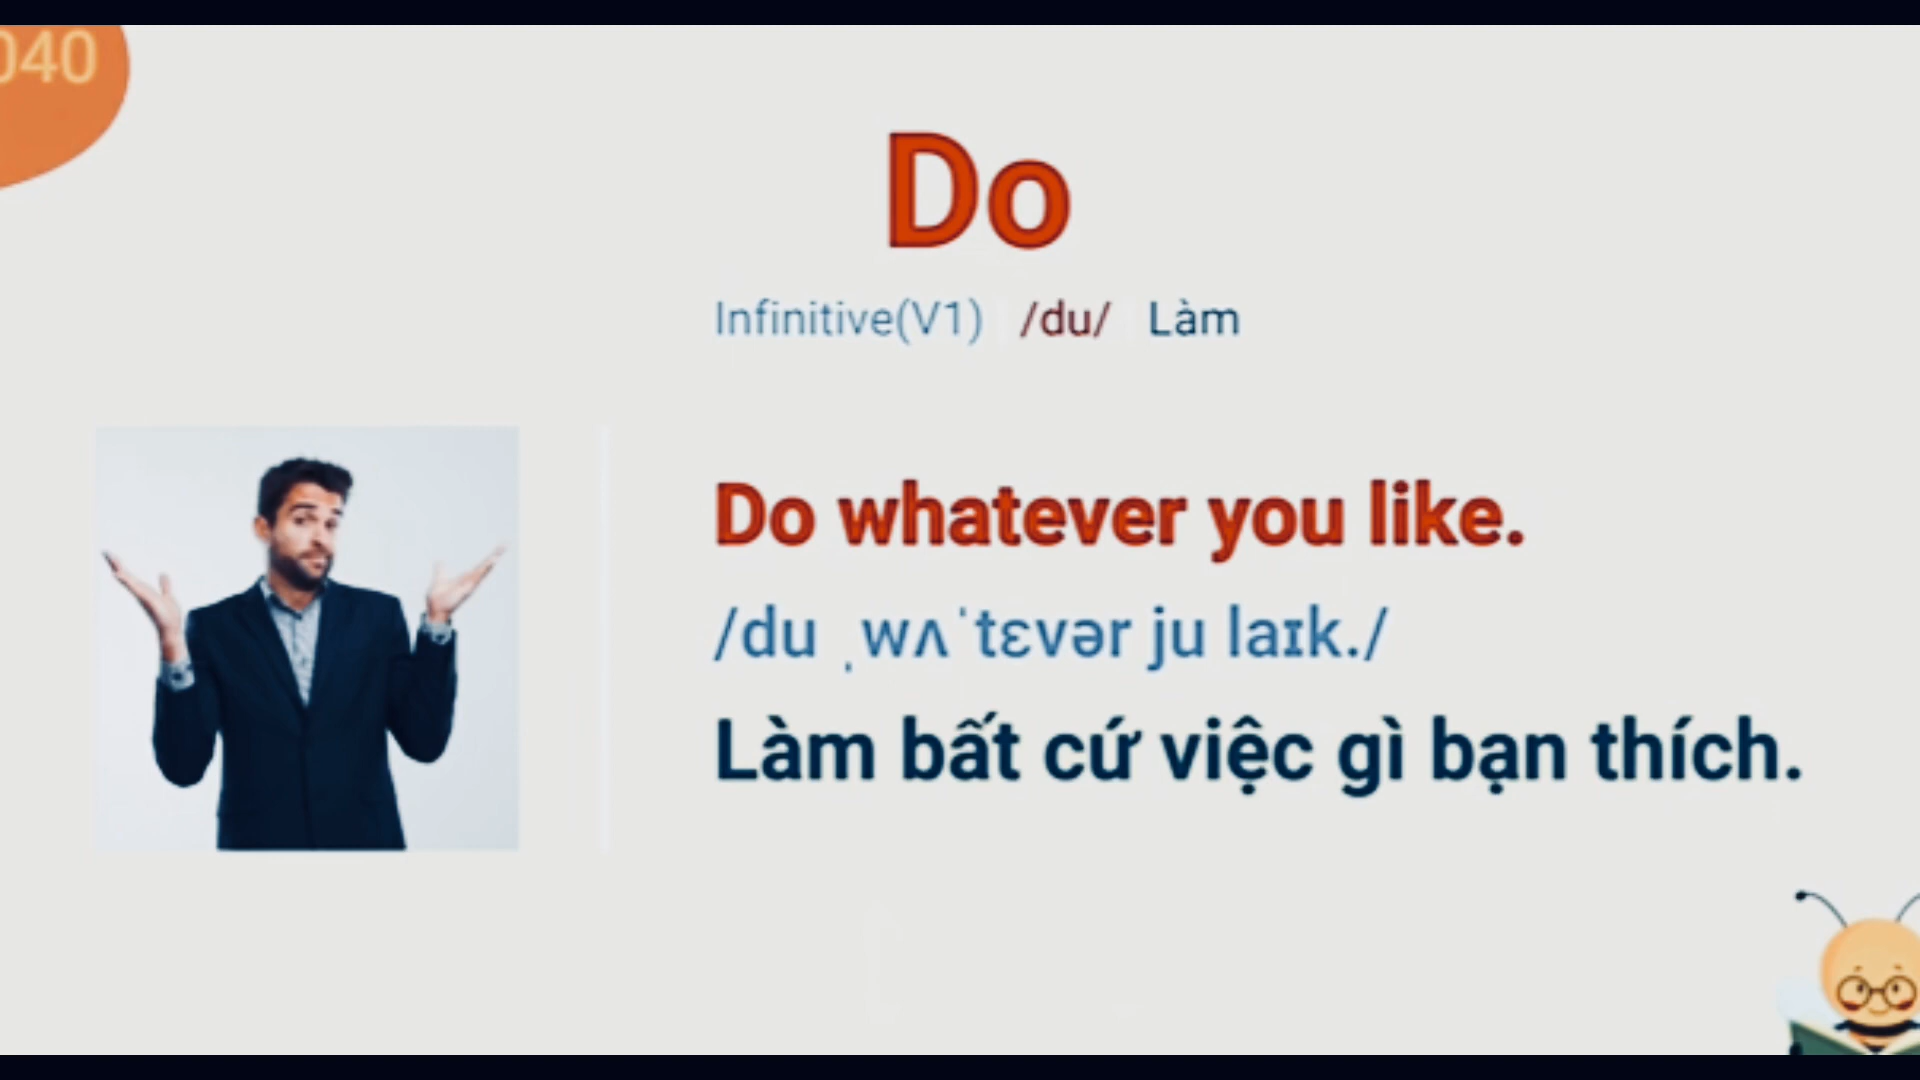 040
Do
Infinitive(V1) /du/ Làm
Do whatever you like.
/du ˌwʌˈtɛvər ju laɪk./
Làm bất cứ việc gì bạn thích.